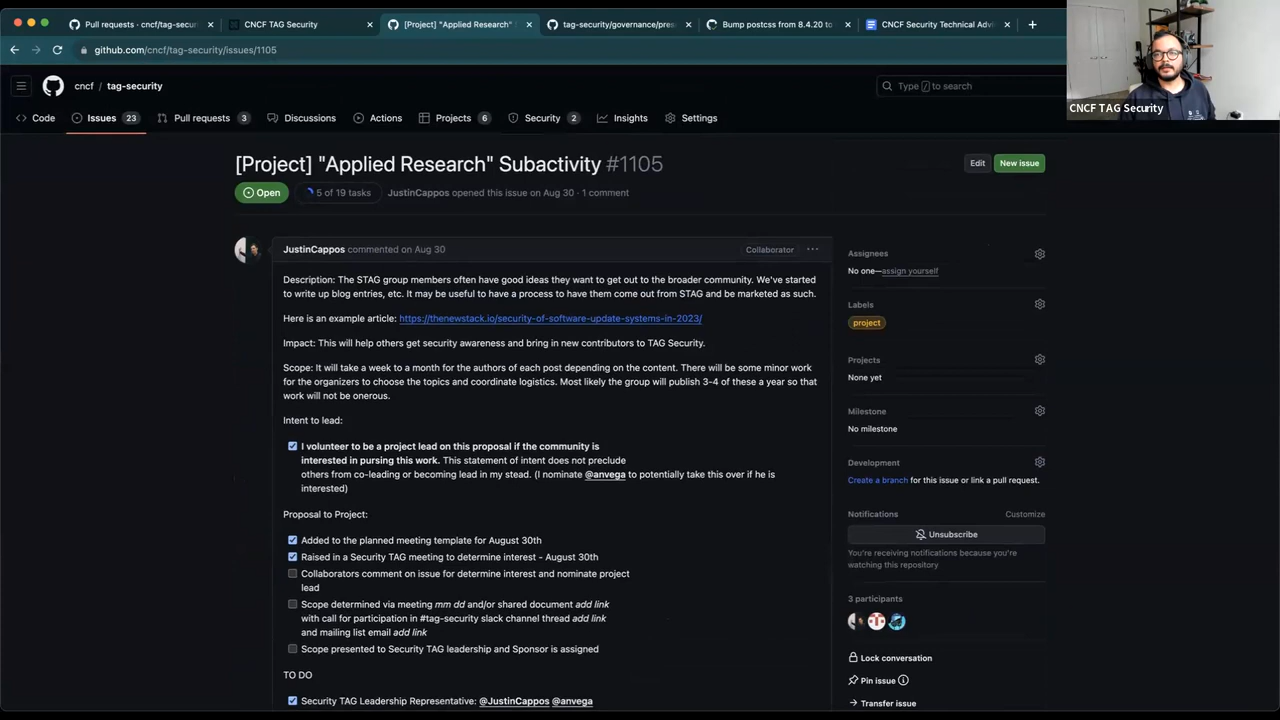 Pull requests · cncf/tag-secur
CNCF TAG Security
[Project] "Applied Research" S
tag-security/governance/pres
Bump postcss from 8.4.20 to
CNCF Security Technical Advi
github.com/cncf/tag-security/issues/1105
CNCF TAG Security
cncf / tag-security
Type / to search
Code
Issues 23
Pull requests 3
Discussions
Actions
Projects 6
Security 2
Insights
Settings
[Project] "Applied Research" Subactivity #1105
Edit
New issue
Open
5 of 19 tasks
JustinCappos opened this issue on Aug 30 · 1 comment
JustinCappos commented on Aug 30
Collaborator
Description: The STAG group members often have good ideas they want to get out to the broader community. We've started
to write up blog entries, etc. It may be useful to have a process to have them come out from STAG and be marketed as such.
Here is an example article: https://thenewstack.io/security-of-software-update-systems-in-2023/
Impact: This will help others get security awareness and bring in new contributors to TAG Security.
Scope: It will take a week to a month for the authors of each post depending on the content. There will be some minor work
for the organizers to choose the topics and coordinate logistics. Most likely the group will publish 3-4 of these a year so that
work will not be onerous.
Intent to lead:
I volunteer to be a project lead on this proposal if the community is
interested in pursing this work. This statement of intent does not preclude
others from co-leading or becoming lead in my stead. (I nominate @anvega to potentially take this over if he is
interested)
Proposal to Project:
Added to the planned meeting template for August 30th
Raised in a Security TAG meeting to determine interest - August 30th
Collaborators comment on issue for determine interest and nominate project
lead
Scope determined via meeting mm dd and/or shared document add link
with call for participation in #tag-security slack channel thread add link
and mailing list email add link
Scope presented to Security TAG leadership and Sponsor is assigned
TO DO
Security TAG Leadership Representative: @JustinCappos @anvega
Assignees
No one—assign yourself
Labels
project
Projects
None yet
Milestone
No milestone
Development
Create a branch for this issue or link a pull request.
Notifications
Customize
Unsubscribe
You're receiving notifications because you're
watching this repository
3 participants
Lock conversation
Pin issue
Transfer issue